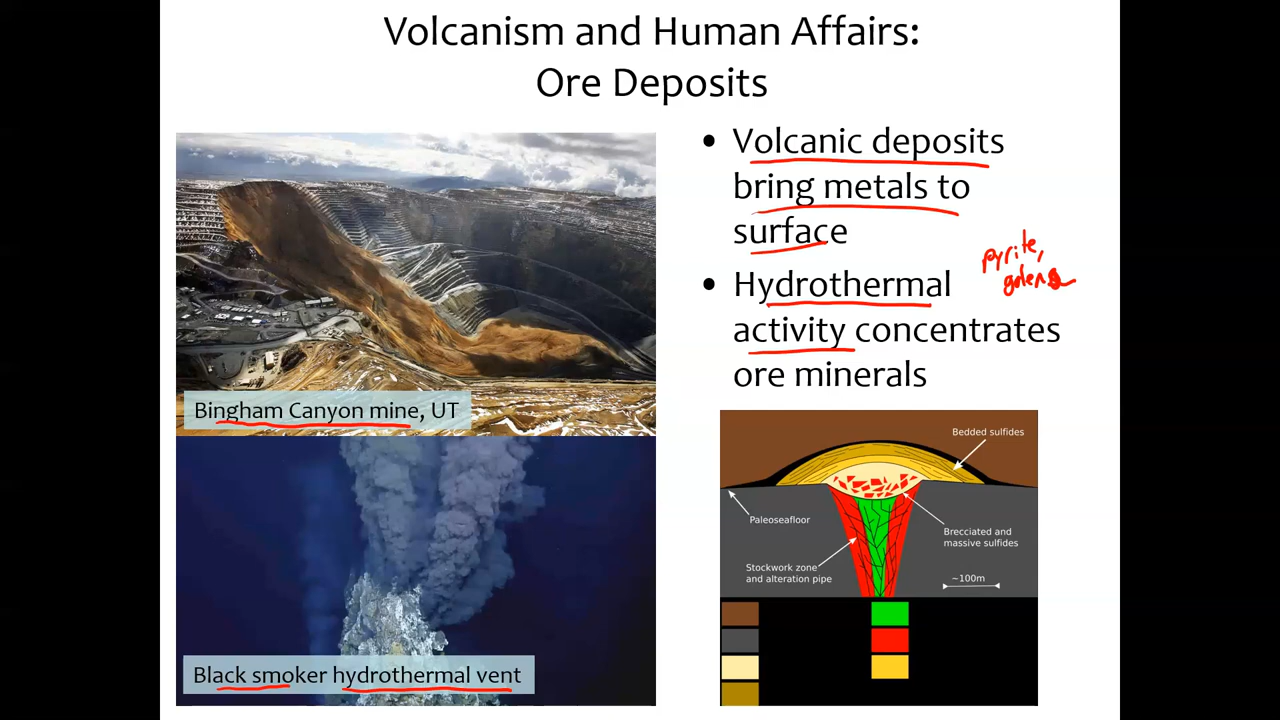 Volcanism and Human Affairs:
Ore Deposits
• Volcanic deposits
bring metals to
surface
• Hydrothermal
activity concentrates
ore minerals
pyrite,
galena
Bingham Canyon mine, UT
Black smoker hydrothermal vent
Bedded sulfides
Paleoseafloor
Brecciated and
massive sulfides
Stockwork zone
and alteration pipe
~100m